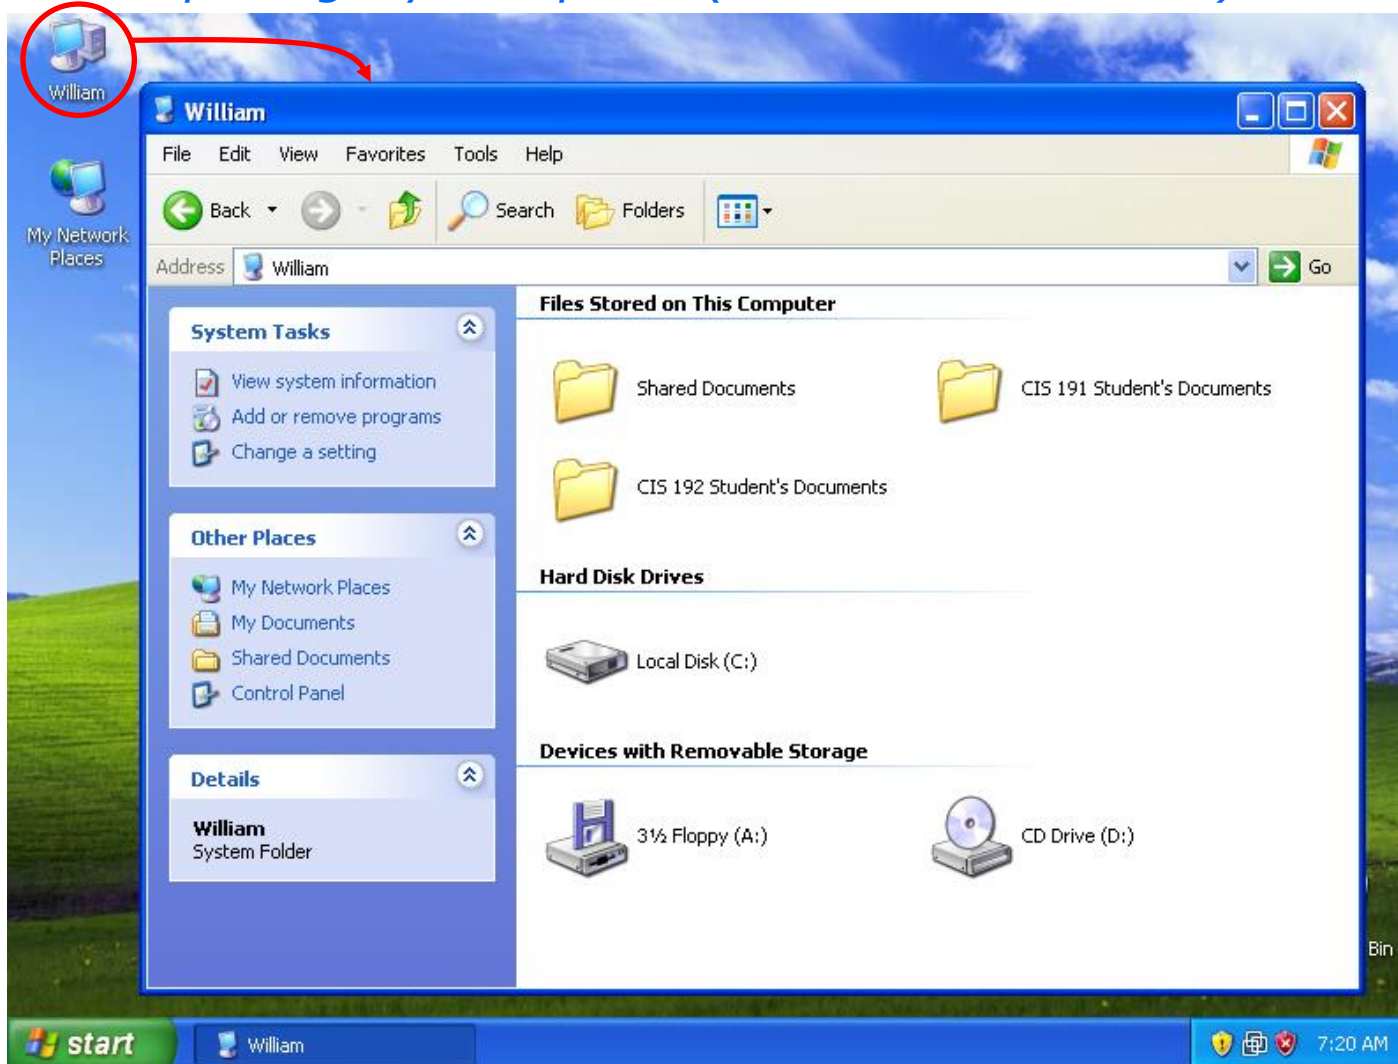 William
My Network
Places
William
File Edit View Favorites Tools Help
Back Search Folders
Address William Go
System Tasks
View system information
Add or remove programs
Change a setting
Other Places
My Network Places
My Documents
Shared Documents
Control Panel
Details
William
System Folder
Files Stored on This Computer
Shared Documents CIS 191 Student's Documents
CIS 192 Student's Documents
Hard Disk Drives
Local Disk (C:)
Devices with Removable Storage
3½ Floppy (A:) CD Drive (D:)
Bin
start William 7:20 AM